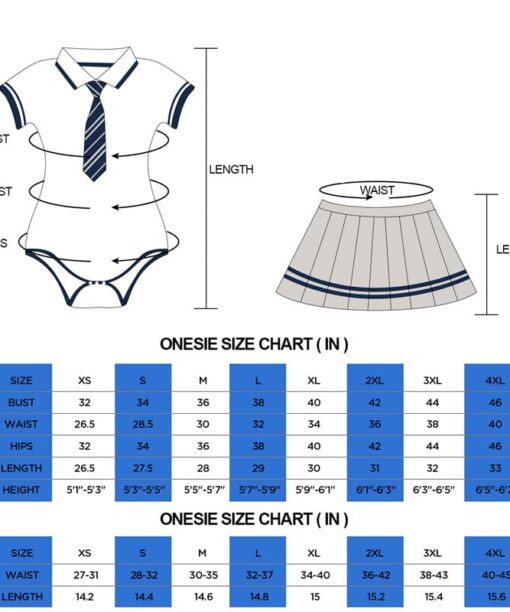 ST
LENGTH
ST
WAIST
S
LE
ONESIE SIZE CHART ( IN )
SIZE XS S M L XL 2XL 3XL 4XL
BUST 32 34 36 38 40 42 44 46
WAIST 26.5 28.5 30 32 34 36 38 40
HIPS 32 34 36 38 40 42 44 46
LENGTH 26.5 27.5 28 29 30 31 32 33
HEIGHT 5'1"-5'3" 5'3"-5'5" 5'5"-5'7" 5'7"-5'9" 5'9"-6'1" 6'1"-6'3" 6'3"-6'5" 6'5"-6'7
ONESIE SIZE CHART ( IN )
SIZE XS S M L XL 2XL 3XL 4XL
WAIST 27-31 28-32 30-35 32-37 34-40 36-42 38-43 40-45
LENGTH 14.2 14.4 14.6 14.8 15 15.2 15.4 15.6